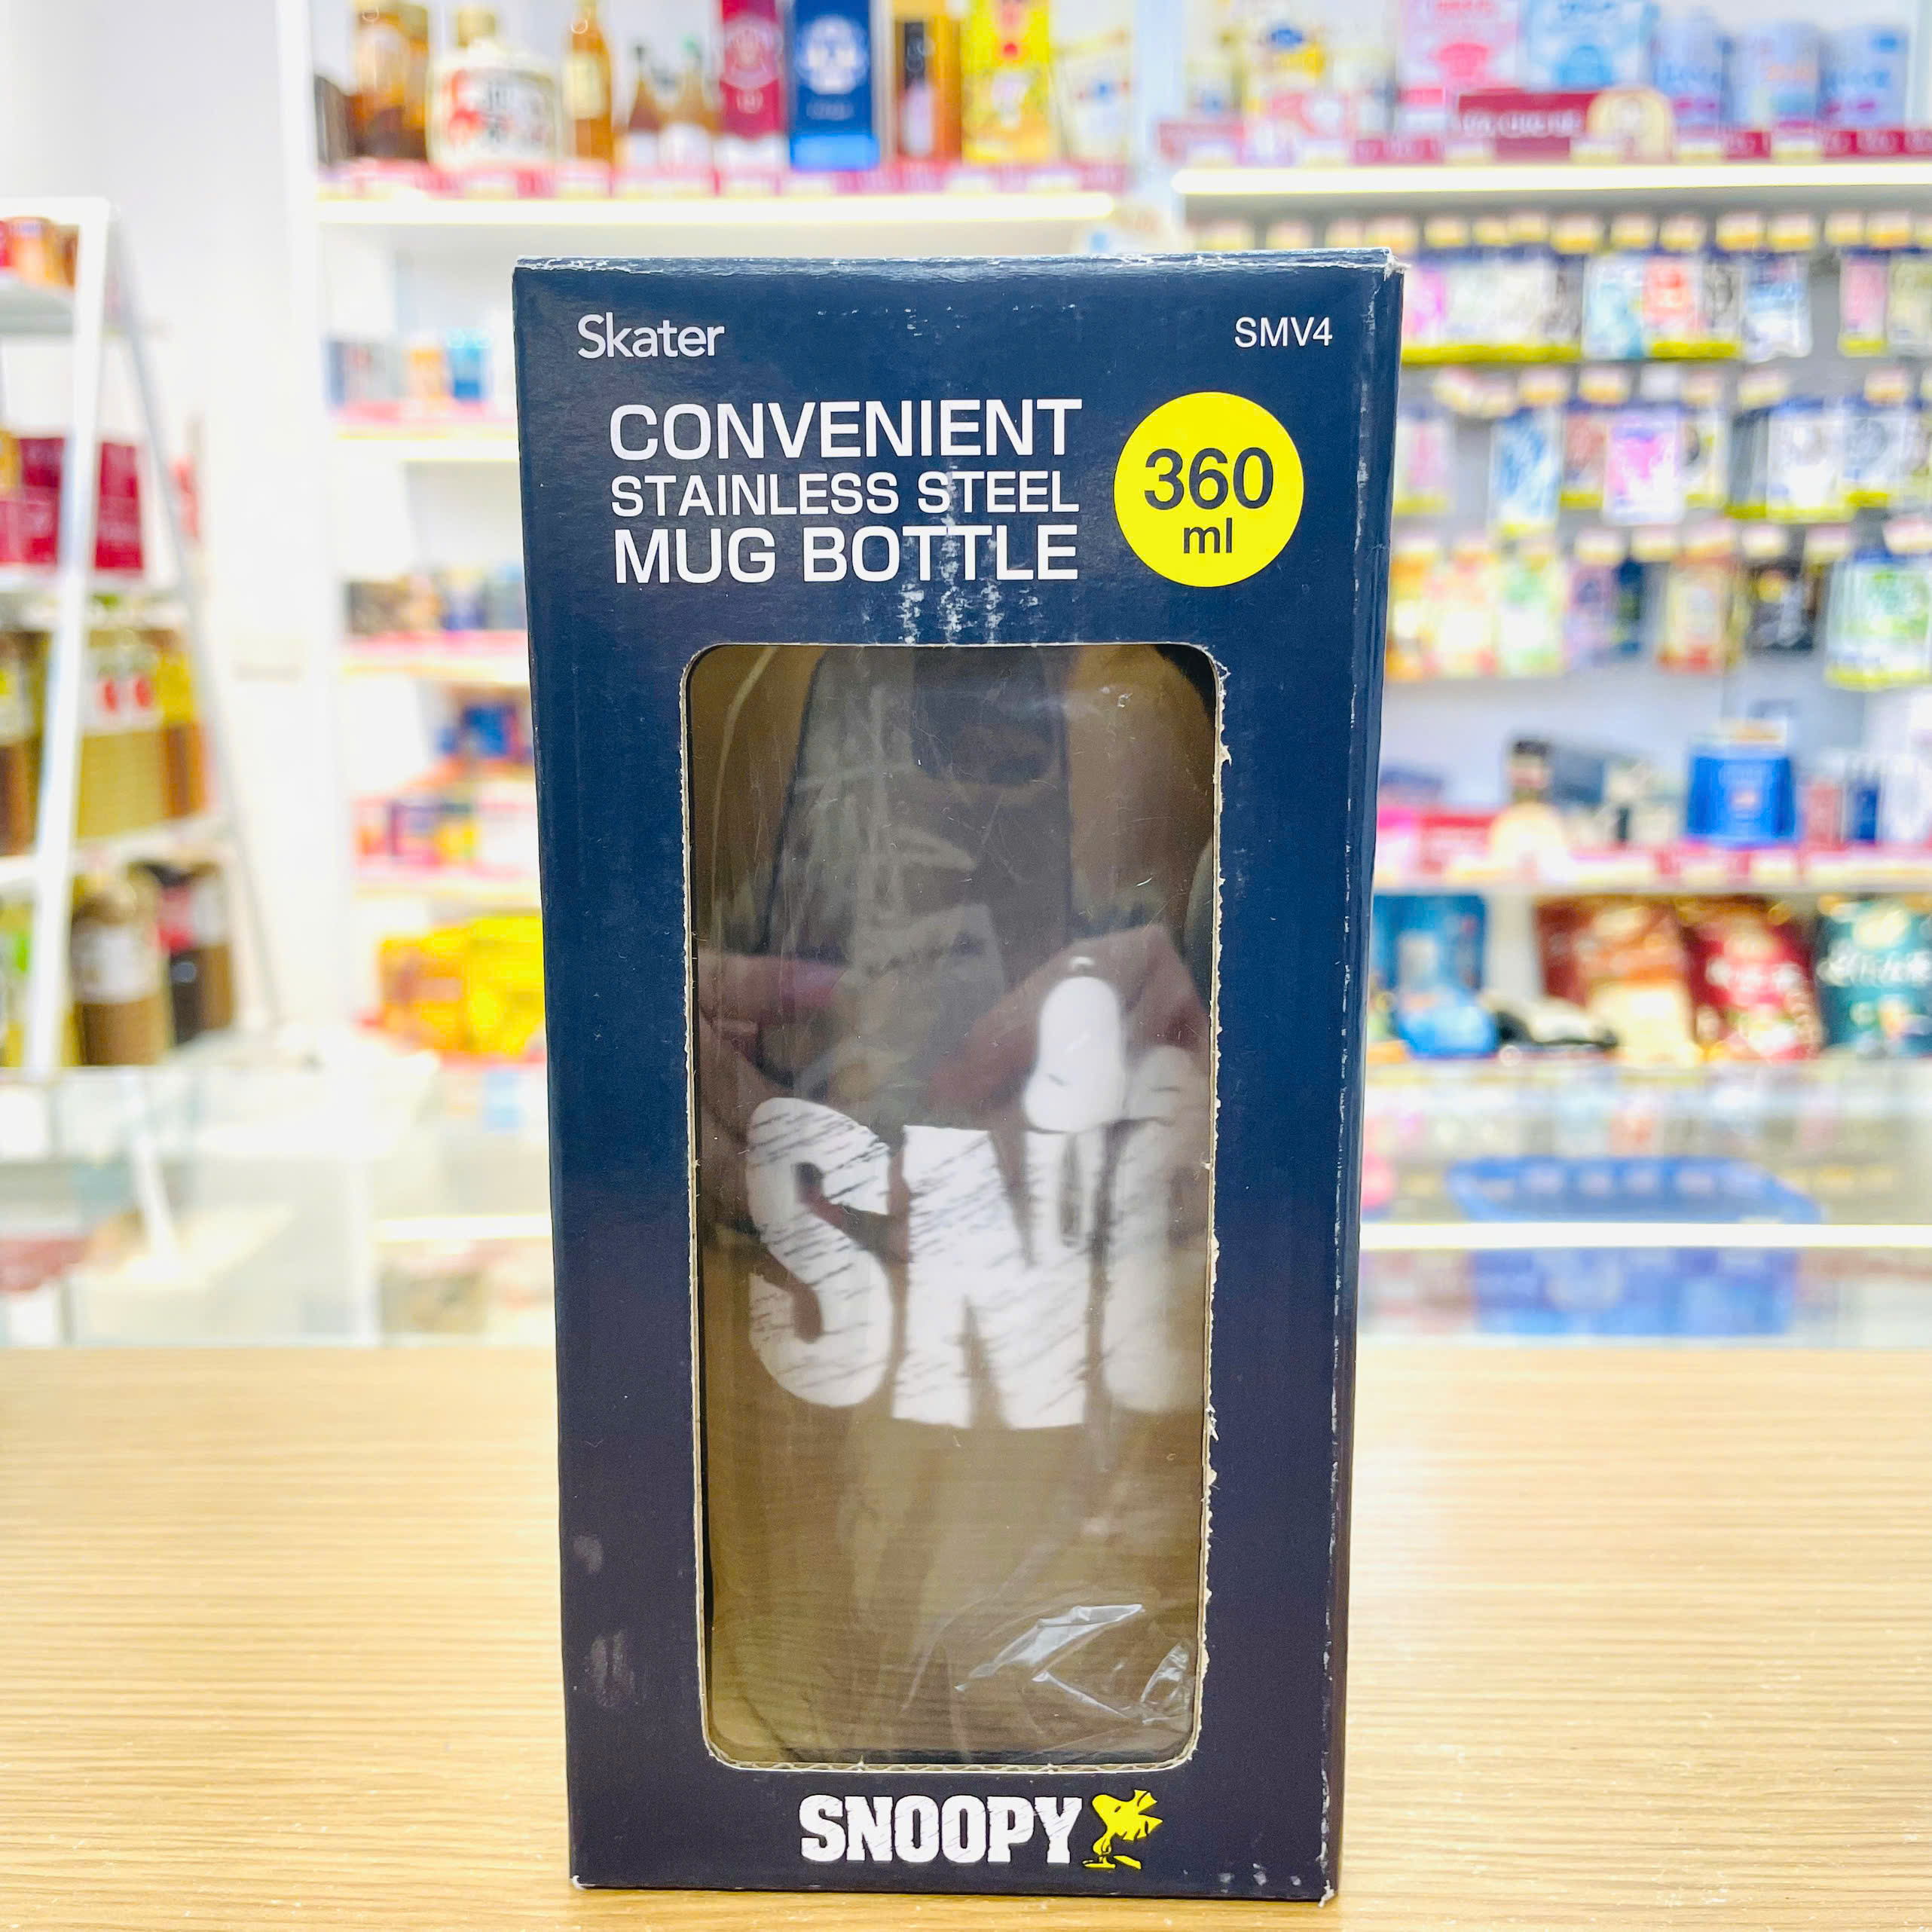 Skater
SMV4
CONVENIENT
STAINLESS STEEL
MUG BOTTLE
360
ml
SN
SNOOPY